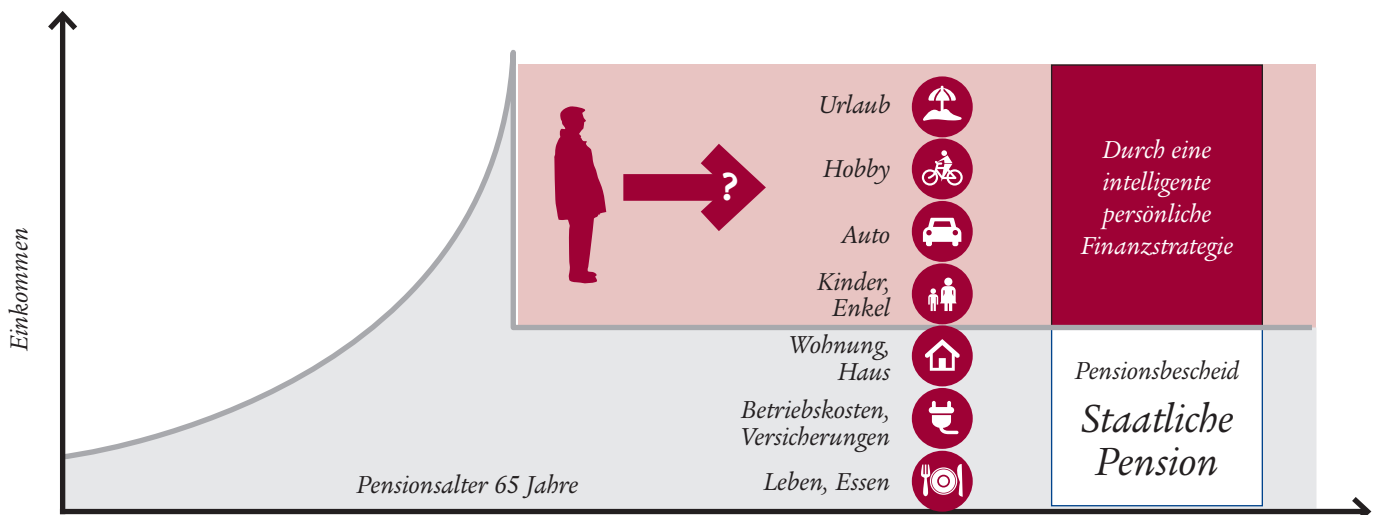 Einkommen
Pensionsalter 65 Jahre
?
Urlaub
Hobby
Auto
Kinder,
Enkel
Wohnung,
Haus
Betriebskosten,
Versicherungen
Leben, Essen
Durch eine
intelligente
persönliche
Finanzstrategie
Pensionsbescheid
Staatliche
Pension